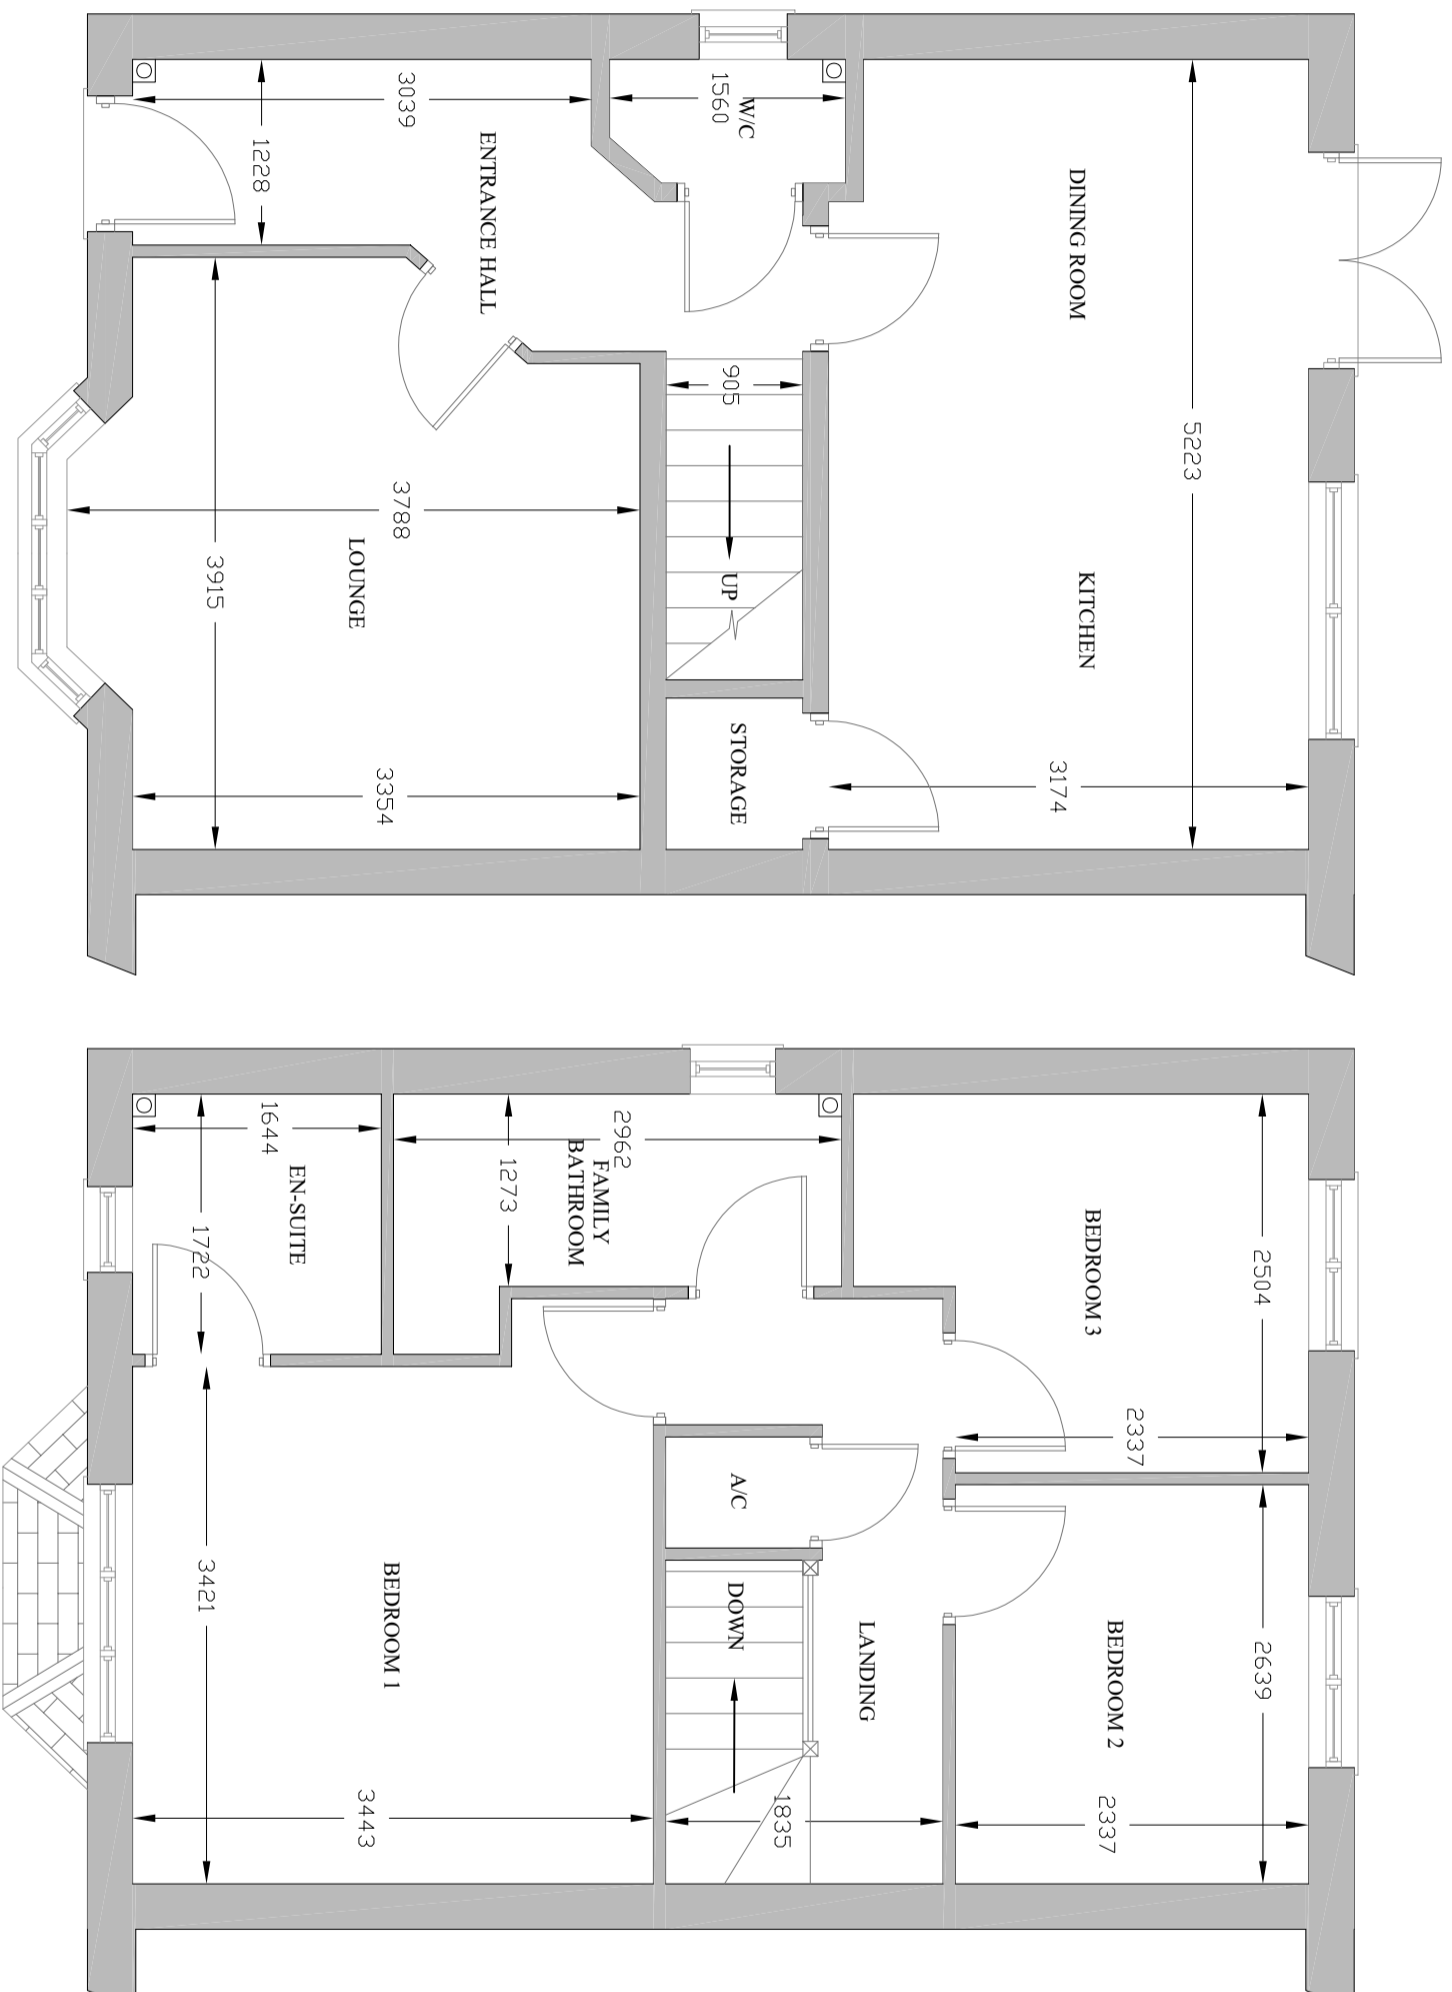 5223
DINING ROOM
KITCHEN
3174
W/C
1560
905
UP
STORAGE
ENTRANCE HALL
3039
1228
3788
LOUNGE
3354
3915
2504
2639
BEDROOM 3
2337
BEDROOM 2
2337
LANDING
1835
A/C
DOWN
2962
FAMILY
BATHROOM
1273
EN-SUITE
1644
1722
BEDROOM 1
3443
3421